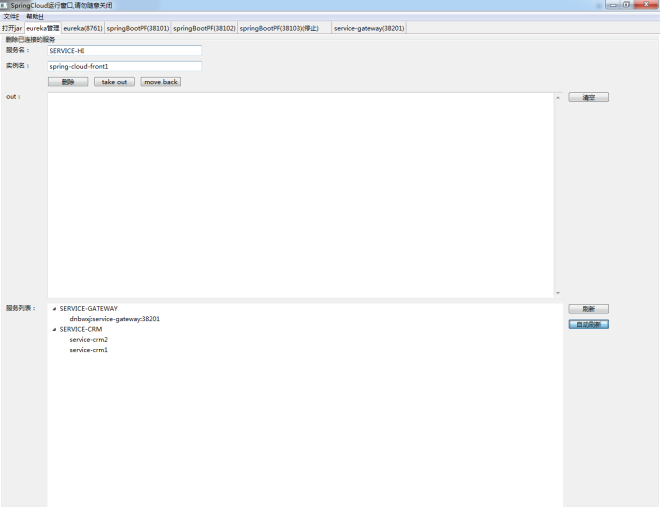 SpringCloud运行窗口,请勿随意关闭
文件F 帮助H
打开jar eureka管理 eureka(8761) springBootPF(38101) springBootPF(38102) springBootPF(38103)(停止) service-gateway(38201)
删除已连接的服务
服务名： SERVICE-HI
实例名： spring-cloud-front1
删除 take out move back
out： 清空
服务列表： SERVICE-GATEWAY 刷新
dnbwxj:service-gateway:38201
SERVICE-CRM 自动刷新
service-crm2
service-crm1